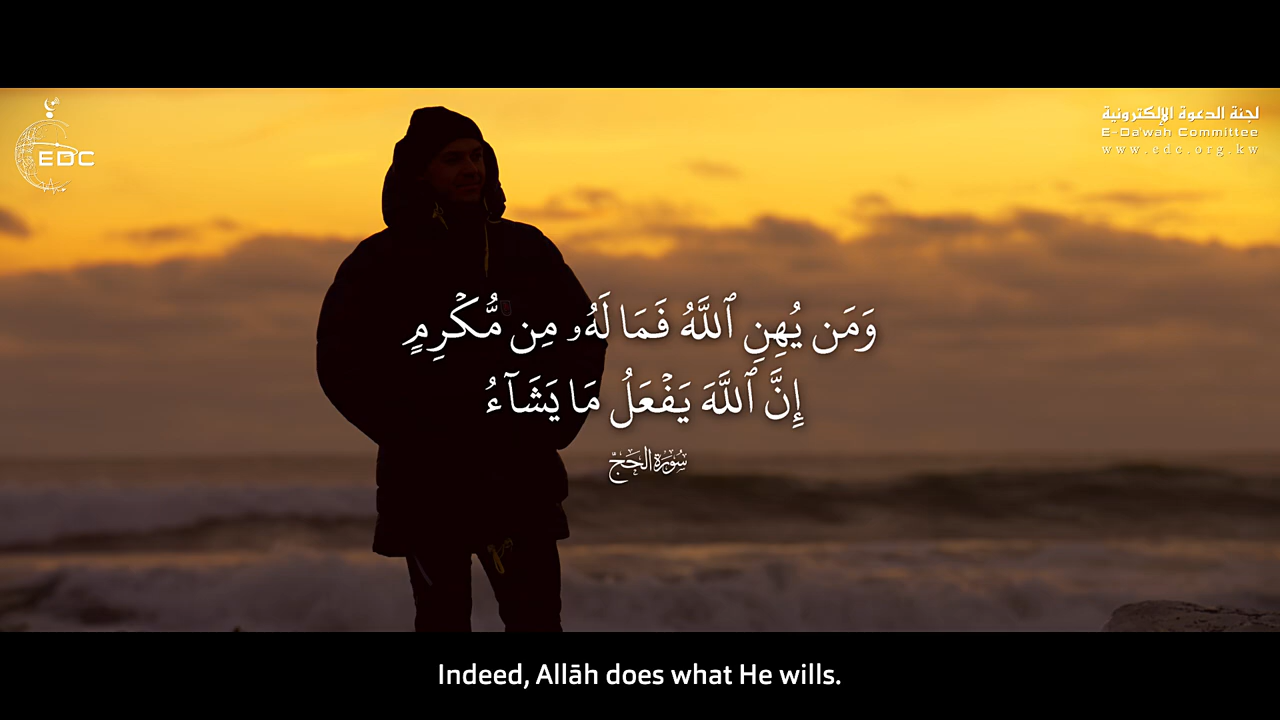 EDC
لجنة الدعوة الإلكترونية
E-Da'wah Committee
www.edc.org.kw
وَمَن يُهِنِ ٱللَّهُ فَمَا لَهُۥ مِن مُّكۡرِمٍ
إِنَّ ٱللَّهَ يَفۡعَلُ مَا يَشَآءُ
سُورَةُ الحَجّ
Indeed, Allāh does what He wills.